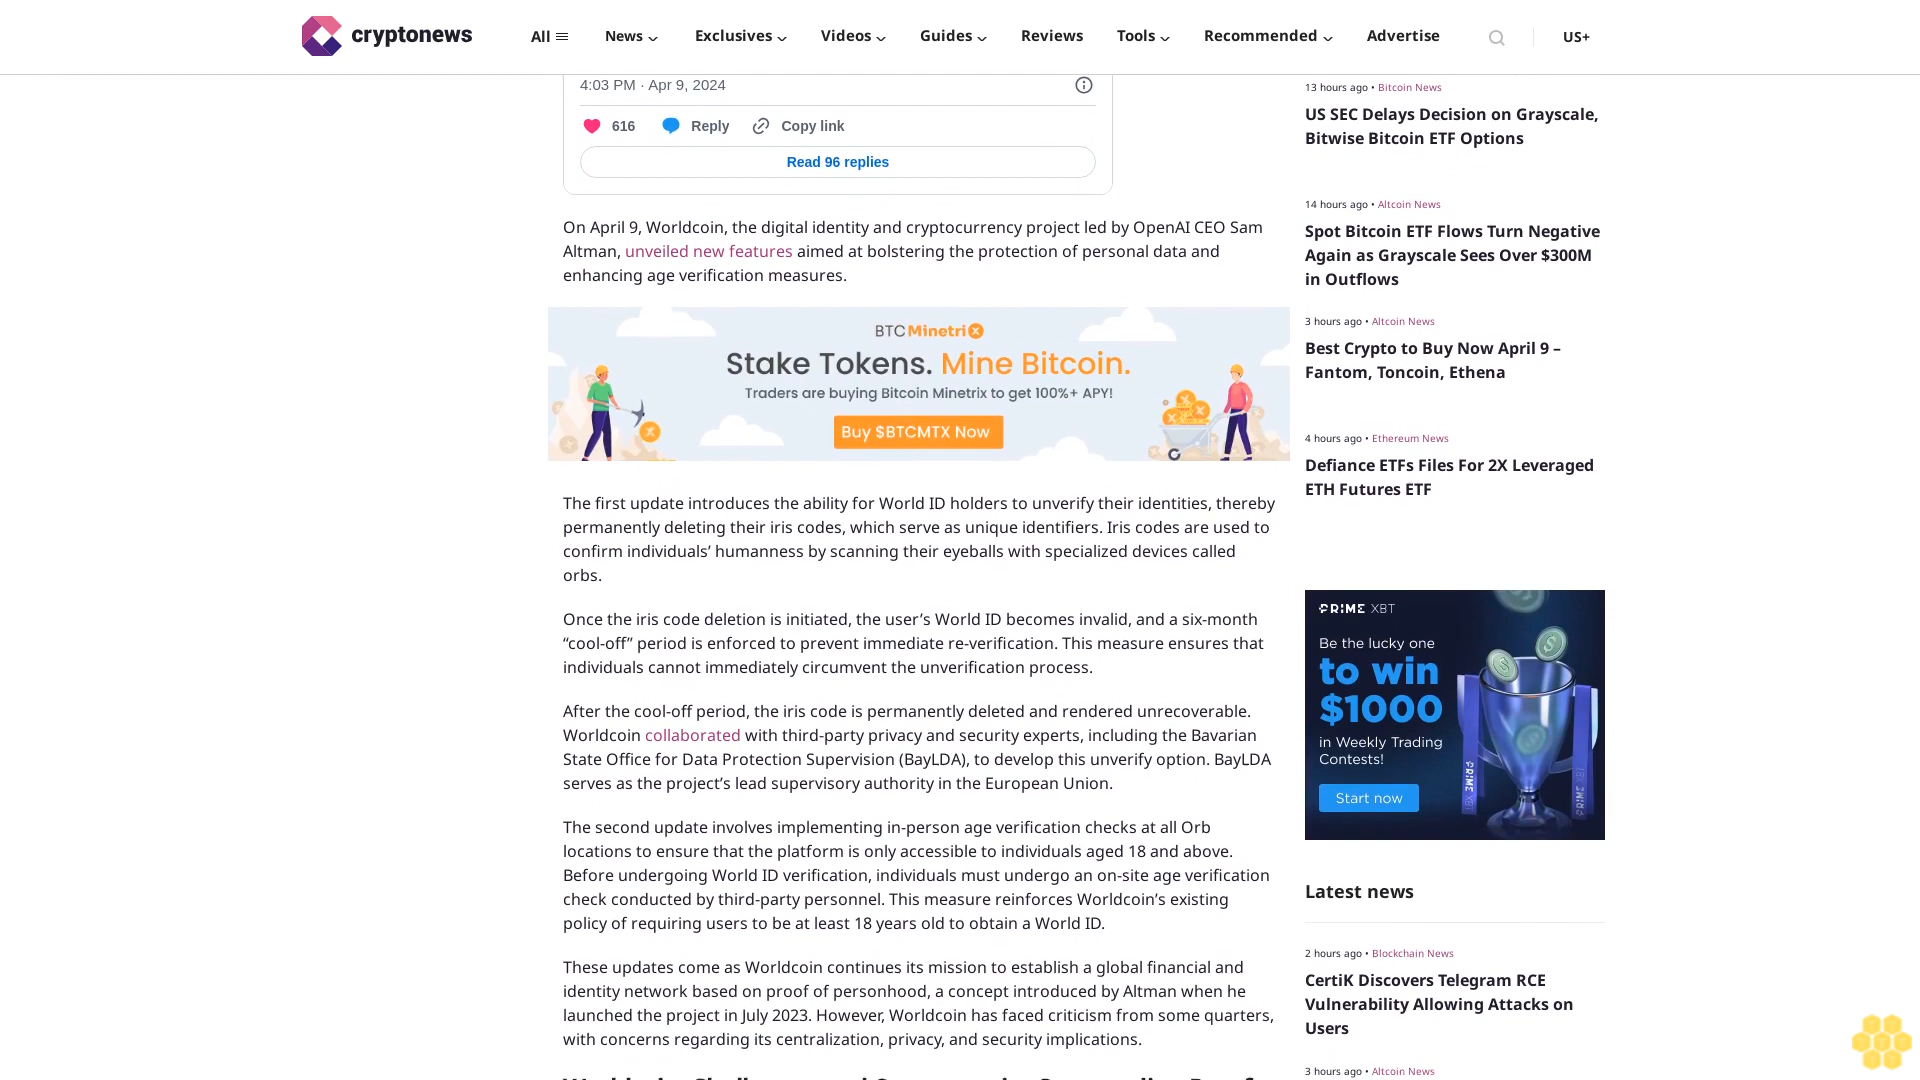 cryptonews
All
News
Exclusives
Videos
Guides
Reviews
Tools
Recommended
Advertise
US+
4:03 PM · Apr 9, 2024
616
Reply
Copy link
Read 96 replies
On April 9, Worldcoin, the digital identity and cryptocurrency project led by OpenAI CEO Sam
Altman, unveiled new features aimed at bolstering the protection of personal data and
enhancing age verification measures.
BTC Minetrix
Stake Tokens. Mine Bitcoin.
Traders are buying Bitcoin Minetrix to get 100%+ APY!
Buy $BTCMTX Now
The first update introduces the ability for World ID holders to unverify their identities, thereby
permanently deleting their iris codes, which serve as unique identifiers. Iris codes are used to
confirm individuals’ humanness by scanning their eyeballs with specialized devices called
orbs.
Once the iris code deletion is initiated, the user’s World ID becomes invalid, and a six-month
“cool-off” period is enforced to prevent immediate re-verification. This measure ensures that
individuals cannot immediately circumvent the unverification process.
After the cool-off period, the iris code is permanently deleted and rendered unrecoverable.
Worldcoin collaborated with third-party privacy and security experts, including the Bavarian
State Office for Data Protection Supervision (BayLDA), to develop this unverify option. BayLDA
serves as the project’s lead supervisory authority in the European Union.
The second update involves implementing in-person age verification checks at all Orb
locations to ensure that the platform is only accessible to individuals aged 18 and above.
Before undergoing World ID verification, individuals must undergo an on-site age verification
check conducted by third-party personnel. This measure reinforces Worldcoin’s existing
policy of requiring users to be at least 18 years old to obtain a World ID.
These updates come as Worldcoin continues its mission to establish a global financial and
identity network based on proof of personhood, a concept introduced by Altman when he
launched the project in July 2023. However, Worldcoin has faced criticism from some quarters,
with concerns regarding its centralization, privacy, and security implications.
13 hours ago • Bitcoin News
US SEC Delays Decision on Grayscale,
Bitwise Bitcoin ETF Options
14 hours ago • Altcoin News
Spot Bitcoin ETF Flows Turn Negative
Again as Grayscale Sees Over $300M
in Outflows
3 hours ago • Altcoin News
Best Crypto to Buy Now April 9 –
Fantom, Toncoin, Ethena
4 hours ago • Ethereum News
Defiance ETFs Files For 2X Leveraged
ETH Futures ETF
PRIME XBT
Be the lucky one
to win
$1000
in Weekly Trading
Contests!
Start now
PRIME XBT
PRIME XBT
Latest news
2 hours ago • Blockchain News
CertiK Discovers Telegram RCE
Vulnerability Allowing Attacks on
Users
3 hours ago • Altcoin News